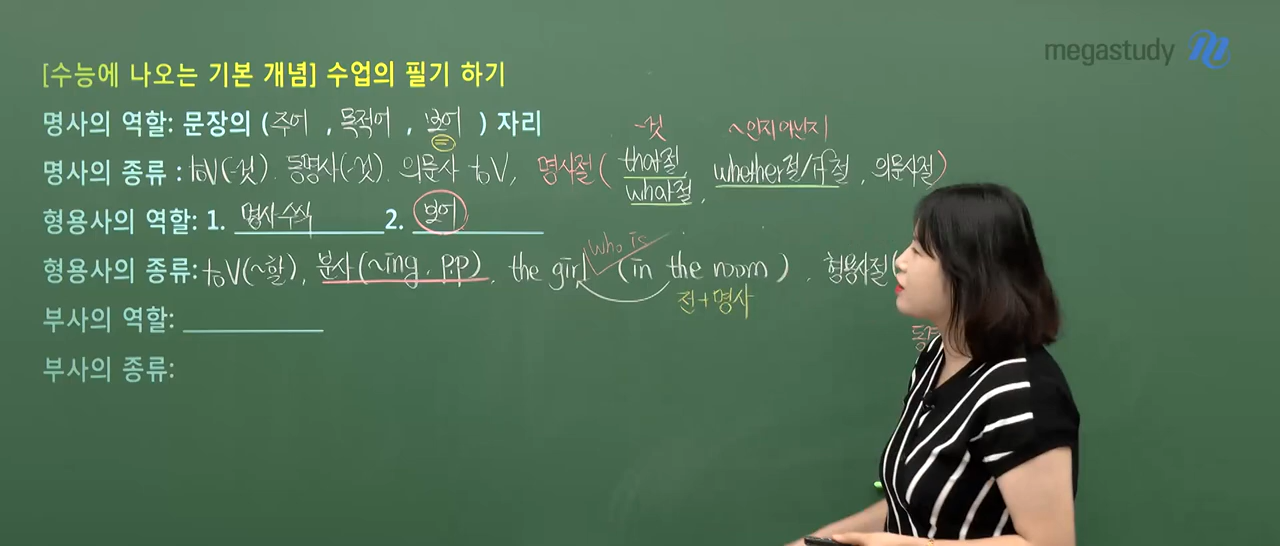 megastudy
[수능에 나오는 기본 개념] 수업의 필기 하기
명사의 역할: 문장의 (주어 , 목적어 , 보어 ) 자리
=
~것 ~인지 아닌지
명사의 종류 : to V(~것). 동명사(~것). 의문사 to V, 명사절( that절, whether절/if절, 의문사절)
what절,
형용사의 역할: 1. 명사수식 2. 보어
who is
형용사의 종류: to V(~할), 분사(~ing, p.p), the girl (in the room) , 형용사절(
전+명사
부사의 역할:
부사의 종류: